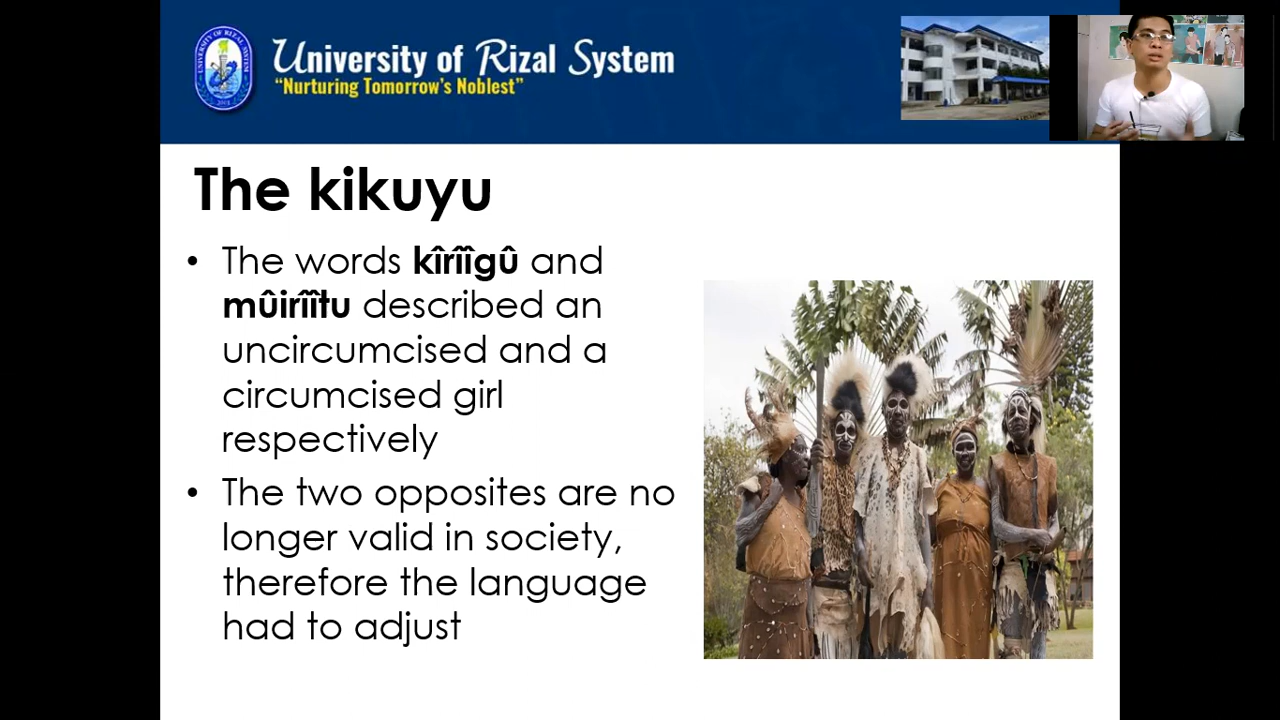 University of Rizal System
"Nurturing Tomorrow's Noblest"
The kikuyu
• The words kîrîîgû and
mûirîîtu described an
uncircumcised and a
circumcised girl
respectively
• The two opposites are no
longer valid in society,
therefore the language
had to adjust